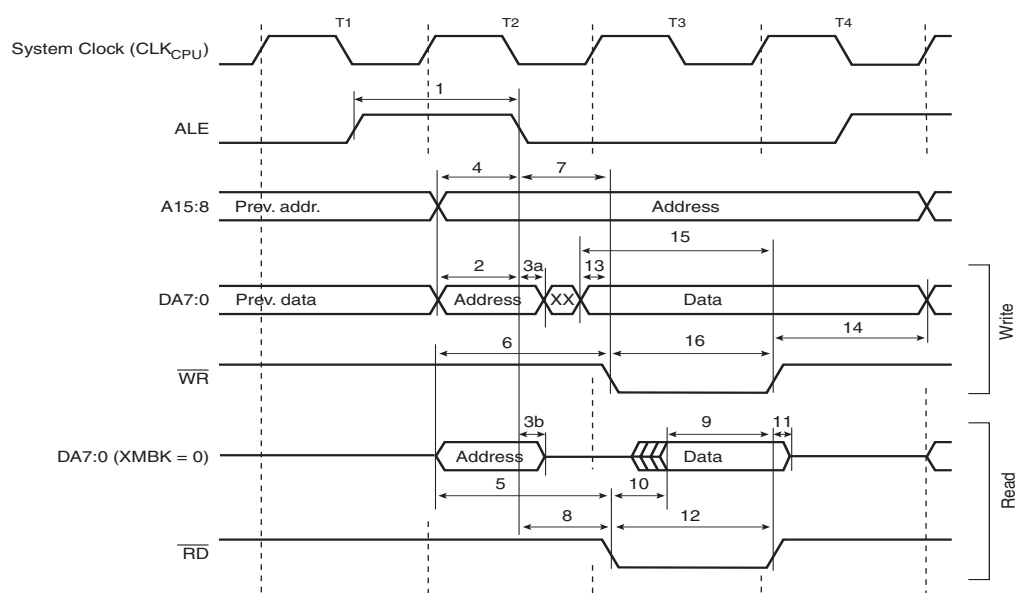 T1 T2 T3 T4
System Clock (CLKCPU)
1
ALE
4 7
A15:8 Prev. addr. Address
15
2 3a 13
DA7:0 Prev. data Address XX Data
14
6 16
WR
Write
3b 9 11
DA7:0 (XMBK = 0) Address Data
5 10
8 12
RD
Read